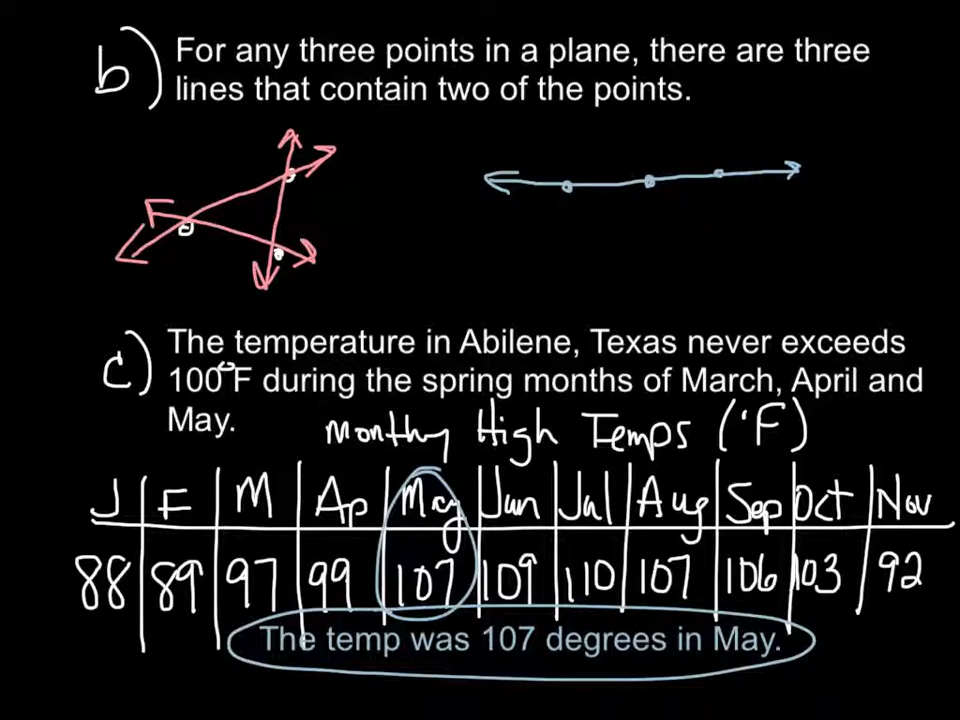 b) For any three points in a plane, there are three
lines that contain two of the points.
c) The temperature in Abilene, Texas never exceeds
100°F during the spring months of March, April and
May.
Monthy High Temps (°F)
J F M Ap May Jun Jul Aug Sep Oct Nov
88 89 97 99 107 109 110 107 106 103 92
The temp was 107 degrees in May.